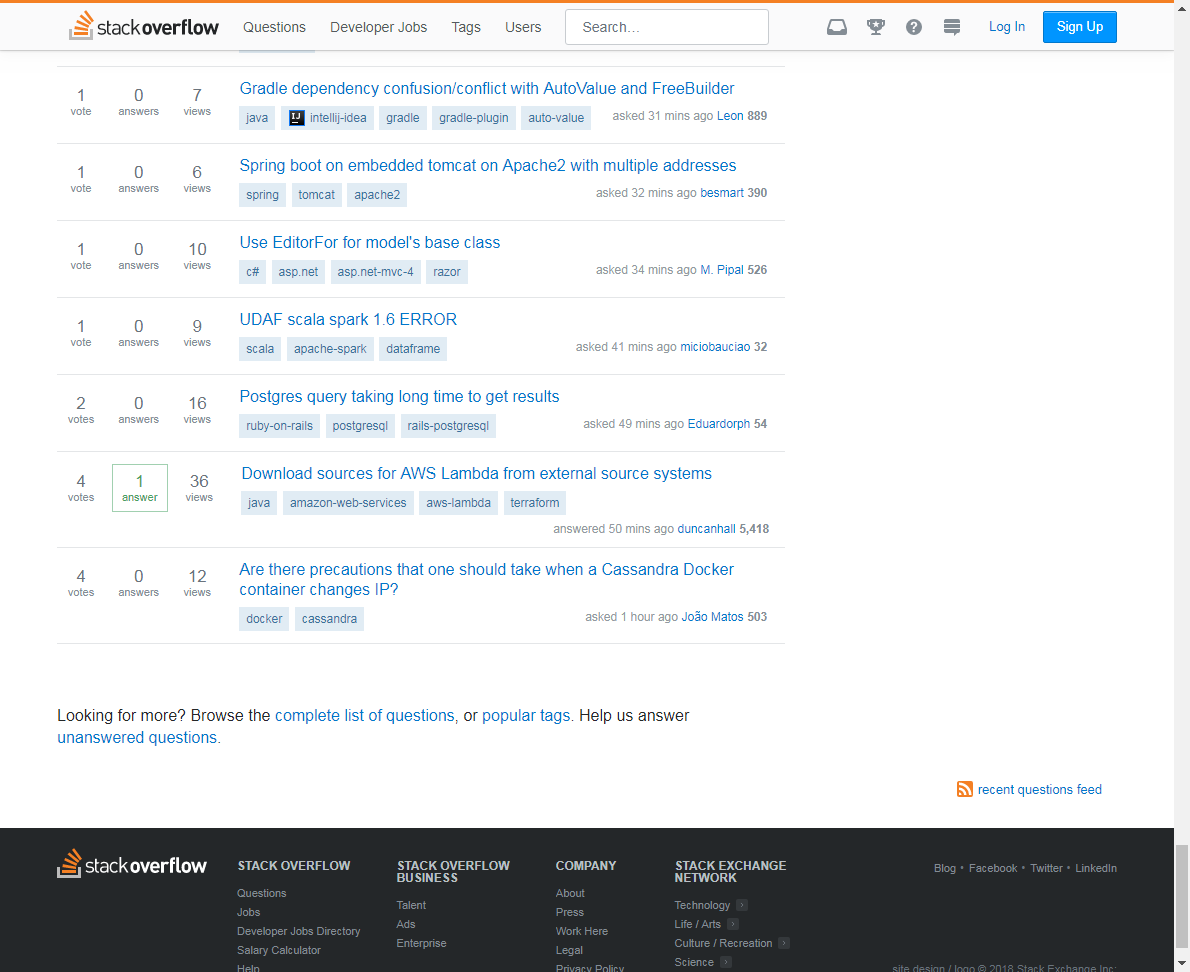 stack overflow Questions Developer Jobs Tags Users Search... Log In Sign Up
Gradle dependency confusion/conflict with AutoValue and FreeBuilder
1 0 7
vote answers views
java intellij-idea gradle gradle-plugin auto-value asked 31 mins ago Leon 889
Spring boot on embedded tomcat on Apache2 with multiple addresses
1 0 6
vote answers views
spring tomcat apache2 asked 32 mins ago besmart 390
Use EditorFor for model's base class
1 0 10
vote answers views
c# asp.net asp.net-mvc-4 razor asked 34 mins ago M. Pipal 526
UDAF scala spark 1.6 ERROR
1 0 9
vote answers views
scala apache-spark dataframe asked 41 mins ago miciobauciao 32
Postgres query taking long time to get results
2 0 16
votes answers views
ruby-on-rails postgresql rails-postgresql asked 49 mins ago Eduardorph 54
Download sources for AWS Lambda from external source systems
4 1 36
votes answer views
java amazon-web-services aws-lambda terraform
answered 50 mins ago duncanhall 5,418
Are there precautions that one should take when a Cassandra Docker
container changes IP?
4 0 12
votes answers views
docker cassandra asked 1 hour ago João Matos 503
Looking for more? Browse the complete list of questions, or popular tags. Help us answer
unanswered questions.
recent questions feed
stack overflow
STACK OVERFLOW
Questions
Jobs
Developer Jobs Directory
Salary Calculator
Help
STACK OVERFLOW
BUSINESS
Talent
Ads
Enterprise
COMPANY
About
Press
Work Here
Legal
Privacy Policy
STACK EXCHANGE
NETWORK
Technology
Life / Arts
Culture / Recreation
Science
Blog • Facebook • Twitter • LinkedIn
site design / logo © 2018 Stack Exchange Inc;